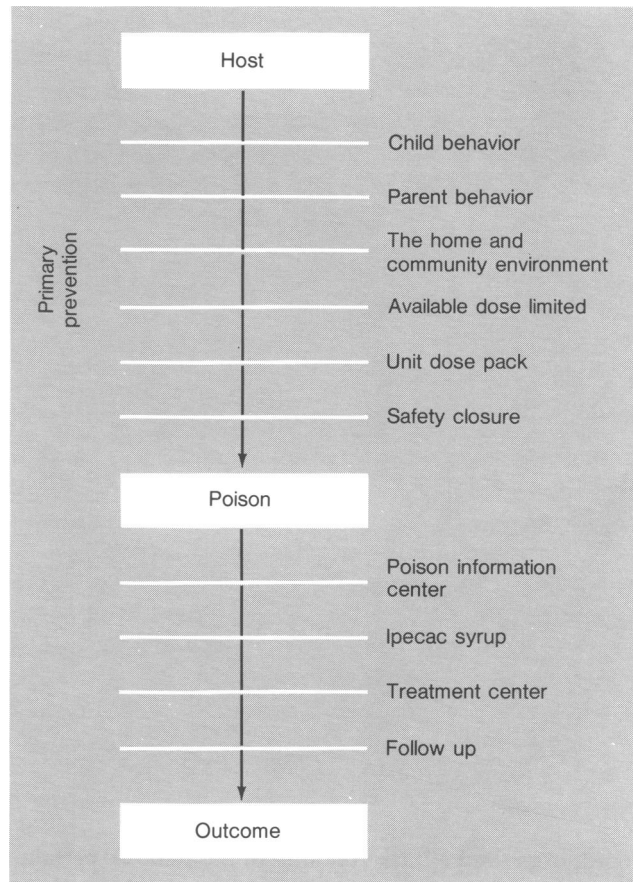 Host
Child behavior
Parent behavior
The home and
community environment
Primary
prevention
Available dose limited
Unit dose pack
Safety closure
Poison
Poison information
center
Ipecac syrup
Treatment center
Follow up
Outcome